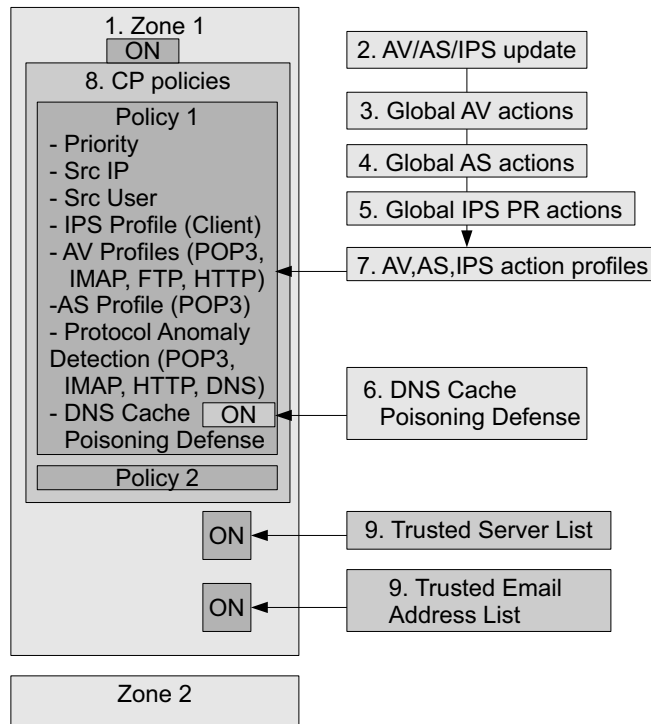 1. Zone 1
ON
8. CP policies
Policy 1
- Priority
- Src IP
- Src User
- IPS Profile (Client)
- AV Profiles (POP3,
IMAP, FTP, HTTP)
-AS Profile (POP3)
- Protocol Anomaly
Detection (POP3,
IMAP, HTTP, DNS)
- DNS Cache ON
Poisoning Defense
Policy 2
ON
ON
Zone 2
2. AV/AS/IPS update
3. Global AV actions
4. Global AS actions
5. Global IPS PR actions
7. AV,AS,IPS action profiles
6. DNS Cache
Poisoning Defense
9. Trusted Server List
9. Trusted Email
Address List